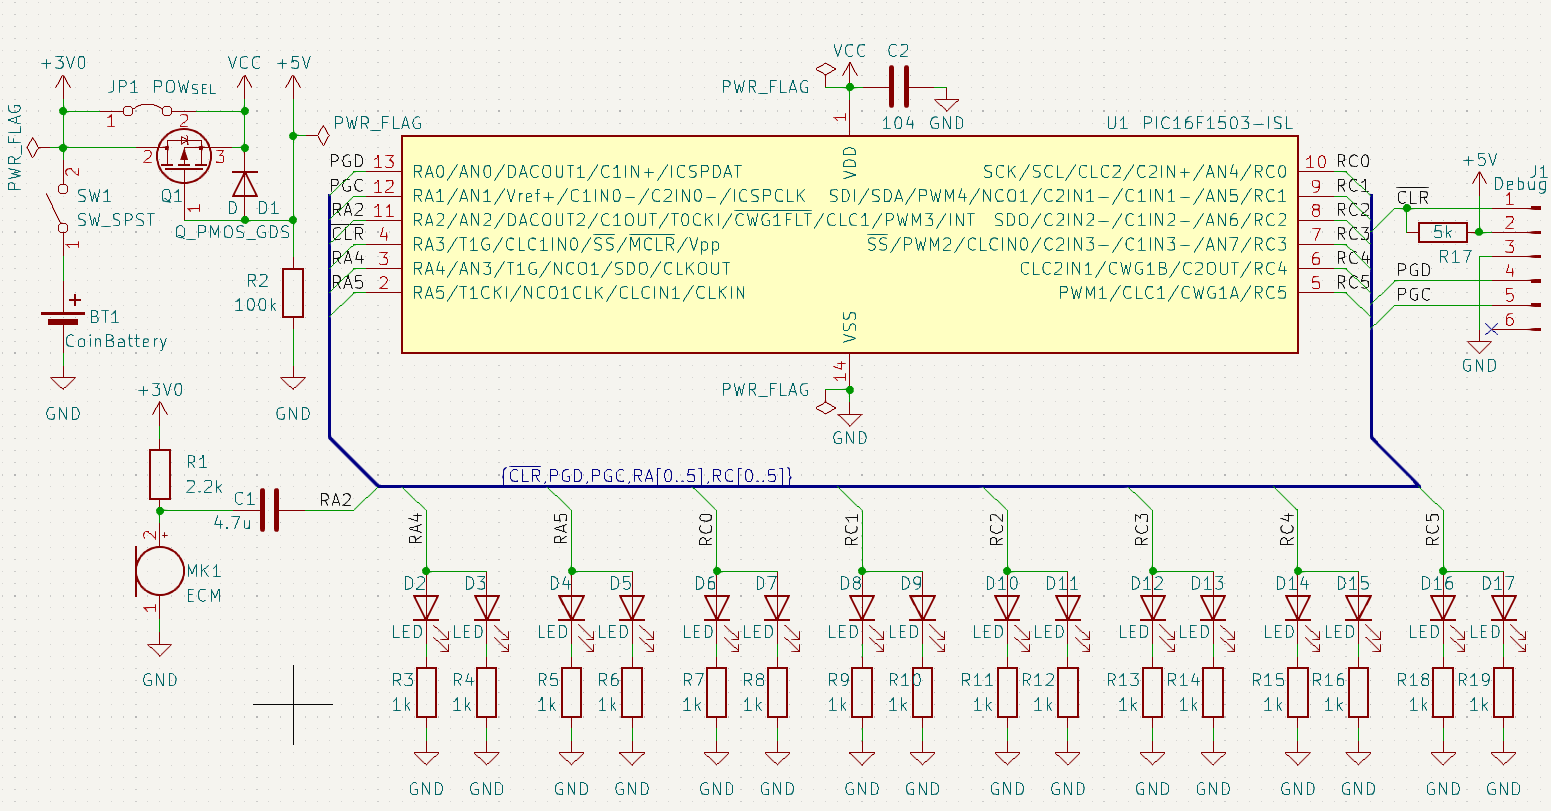 +3V0
VCC
+5V
JP1 POWSEL
1
2
PWR_FLAG
PWR_FLAG
2
3
Q1
1
Q_PMOS_GDS
D
D1
2
SW1
SW_SPST
1
R2
100k
+
BT1
CoinBattery
GND
GND
VCC
C2
PWR_FLAG
104
GND
1
U1 PIC16F1503-ISL
VDD
PGD
13
RA0/AN0/DACOUT1/C1IN+/ICSPDAT
PGC
12
RA1/AN1/Vref+/C1IN0-/C2IN0-/ICSPCLK
RA2
11
RA2/AN2/DACOUT2/C1OUT/T0CKI/CWG1FLT/CLC1/PWM3/INT
CLR
4
RA3/T1G/CLC1IN0/SS/MCLR/Vpp
RA4
3
RA4/AN3/T1G/NCO1/SDO/CLKOUT
RA5
2
RA5/T1CKI/NCO1CLK/CLCIN1/CLKIN
SCK/SCL/CLC2/C2IN+/AN4/RC0
10
RC0
SDI/SDA/PWM4/NCO1/C2IN1-/C1IN1-/AN5/RC1
9
RC1
SDO/C2IN2-/C1IN2-/AN6/RC2
8
RC2
SS/PWM2/CLCIN0/C2IN3-/C1IN3-/AN7/RC3
7
RC3
CLC2IN1/CWG1B/C2OUT/RC4
6
RC4
PWM1/CLC1/CWG1A/RC5
5
RC5
VSS
14
PWR_FLAG
GND
+5V
J1
Debug
CLR
1
2
5k
R17
3
PGD
4
PGC
5
6
GND
+3V0
R1
2.2k
C1
4.7u
RA2
2
+
MK1
ECM
1
GND
{CLR,PGD,PGC,RA[0..5],RC[0..5]}
RA4
RA5
RC0
RC1
RC2
RC3
RC4
RC5
D2 D3 D4 D5 D6 D7 D8 D9 D10 D11 D12 D13 D14 D15 D16 D17
LED LED LED LED LED LED LED LED LED LED LED LED LED LED LED LED
R3 R4 R5 R6 R7 R8 R9 R10 R11 R12 R13 R14 R15 R16 R18 R19
1k 1k 1k 1k 1k 1k 1k 1k 1k 1k 1k 1k 1k 1k 1k 1k
GND GND GND GND GND GND GND GND GND GND GND GND GND GND GND GND